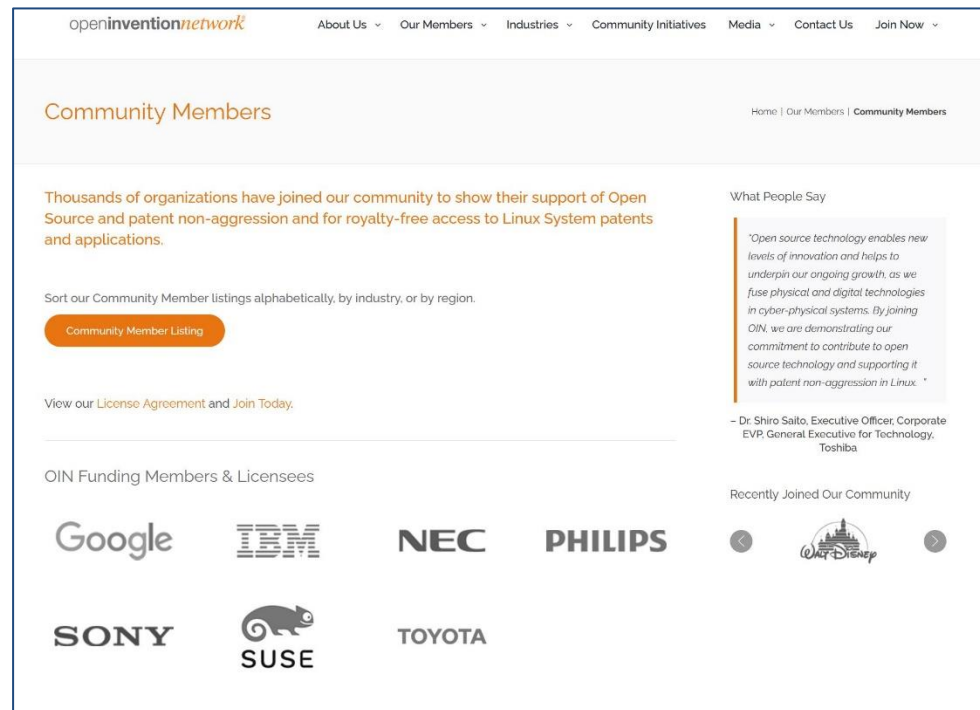 openinventionnetwork
About Us Our Members Industries Community Initiatives Media Contact Us Join Now
Community Members
Home | Our Members | Community Members
Thousands of organizations have joined our community to show their support of Open
Source and patent non-aggression and for royalty-free access to Linux System patents
and applications.
Sort our Community Member listings alphabetically, by industry, or by region.
Community Member Listing
View our License Agreement and Join Today.
OIN Funding Members & Licensees
Google IBM NEC PHILIPS
SONY SUSE TOYOTA
What People Say
"Open source technology enables new
levels of innovation and helps to
underpin our ongoing growth, as we
fuse physical and digital technologies
in cyber-physical systems. By joining
OIN, we are demonstrating our
commitment to contribute to open
source technology and supporting it
with patent non-aggression in Linux. "
– Dr. Shiro Saito, Executive Officer, Corporate
EVP, General Executive for Technology,
Toshiba
Recently Joined Our Community
WALT DISNEY